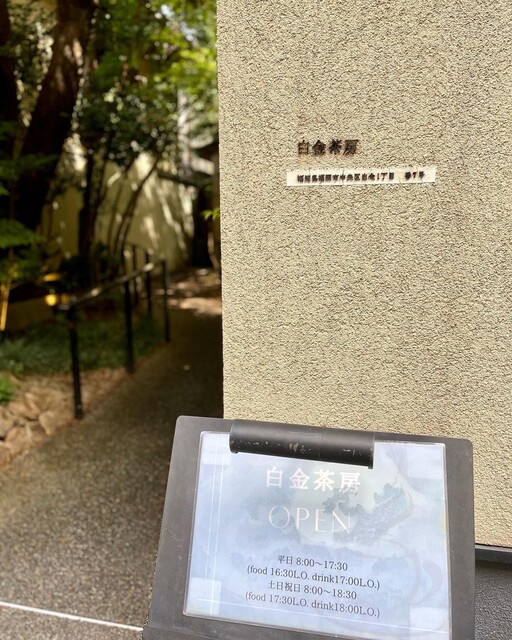 白金茶房
福岡県福岡市中央区白金1丁目
白金茶房
OPEN
平日 8:00〜17:30
(food 16:30L.O. drink17:00L.O.)
土日祝日 8:00〜18:30
(food 17:30L.O. drink18:00L.O.)